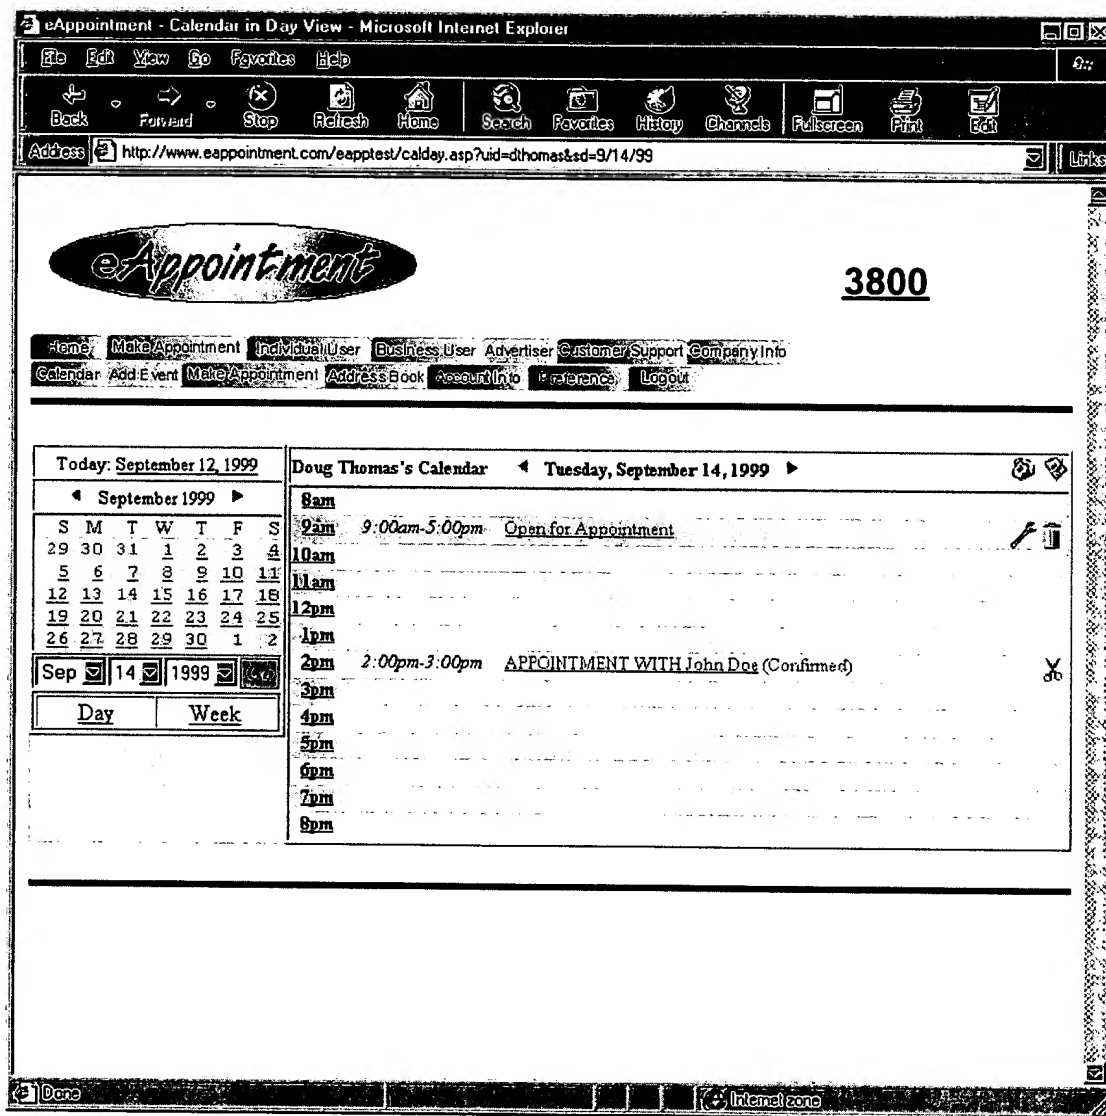 eAppointment - Calendar in Day View - Microsoft Internet Explorer
File Edit View Go Favorites Help
Back Forward Stop Refresh Home Search Favorites History Channels Fullscreen Print Edit
Address http://www.eappointment.com/eapptest/calday.asp?uid=dthomas&sd=9/14/99 Links
eAppointment
3800
Home Make Appointment Individual User Business User Advertiser Customer Support Company Info
Calendar Add Event Make Appointment Address Book Account Info Preference Logout
Today: September 12, 1999
September 1999
S M T W T F S
29 30 31 1 2 3 4
5 6 7 8 9 10 11
12 13 14 15 16 17 18
19 20 21 22 23 24 25
26 27 28 29 30 1 2
Sep 14 1999 Go
Day Week
Doug Thomas's Calendar Tuesday, September 14, 1999
8am
9am 9:00am-5:00pm Open for Appointment
10am
11am
12pm
1pm
2pm 2:00pm-3:00pm APPOINTMENT WITH John Doe (Confirmed)
3pm
4pm
5pm
6pm
7pm
8pm
Done Internet zone